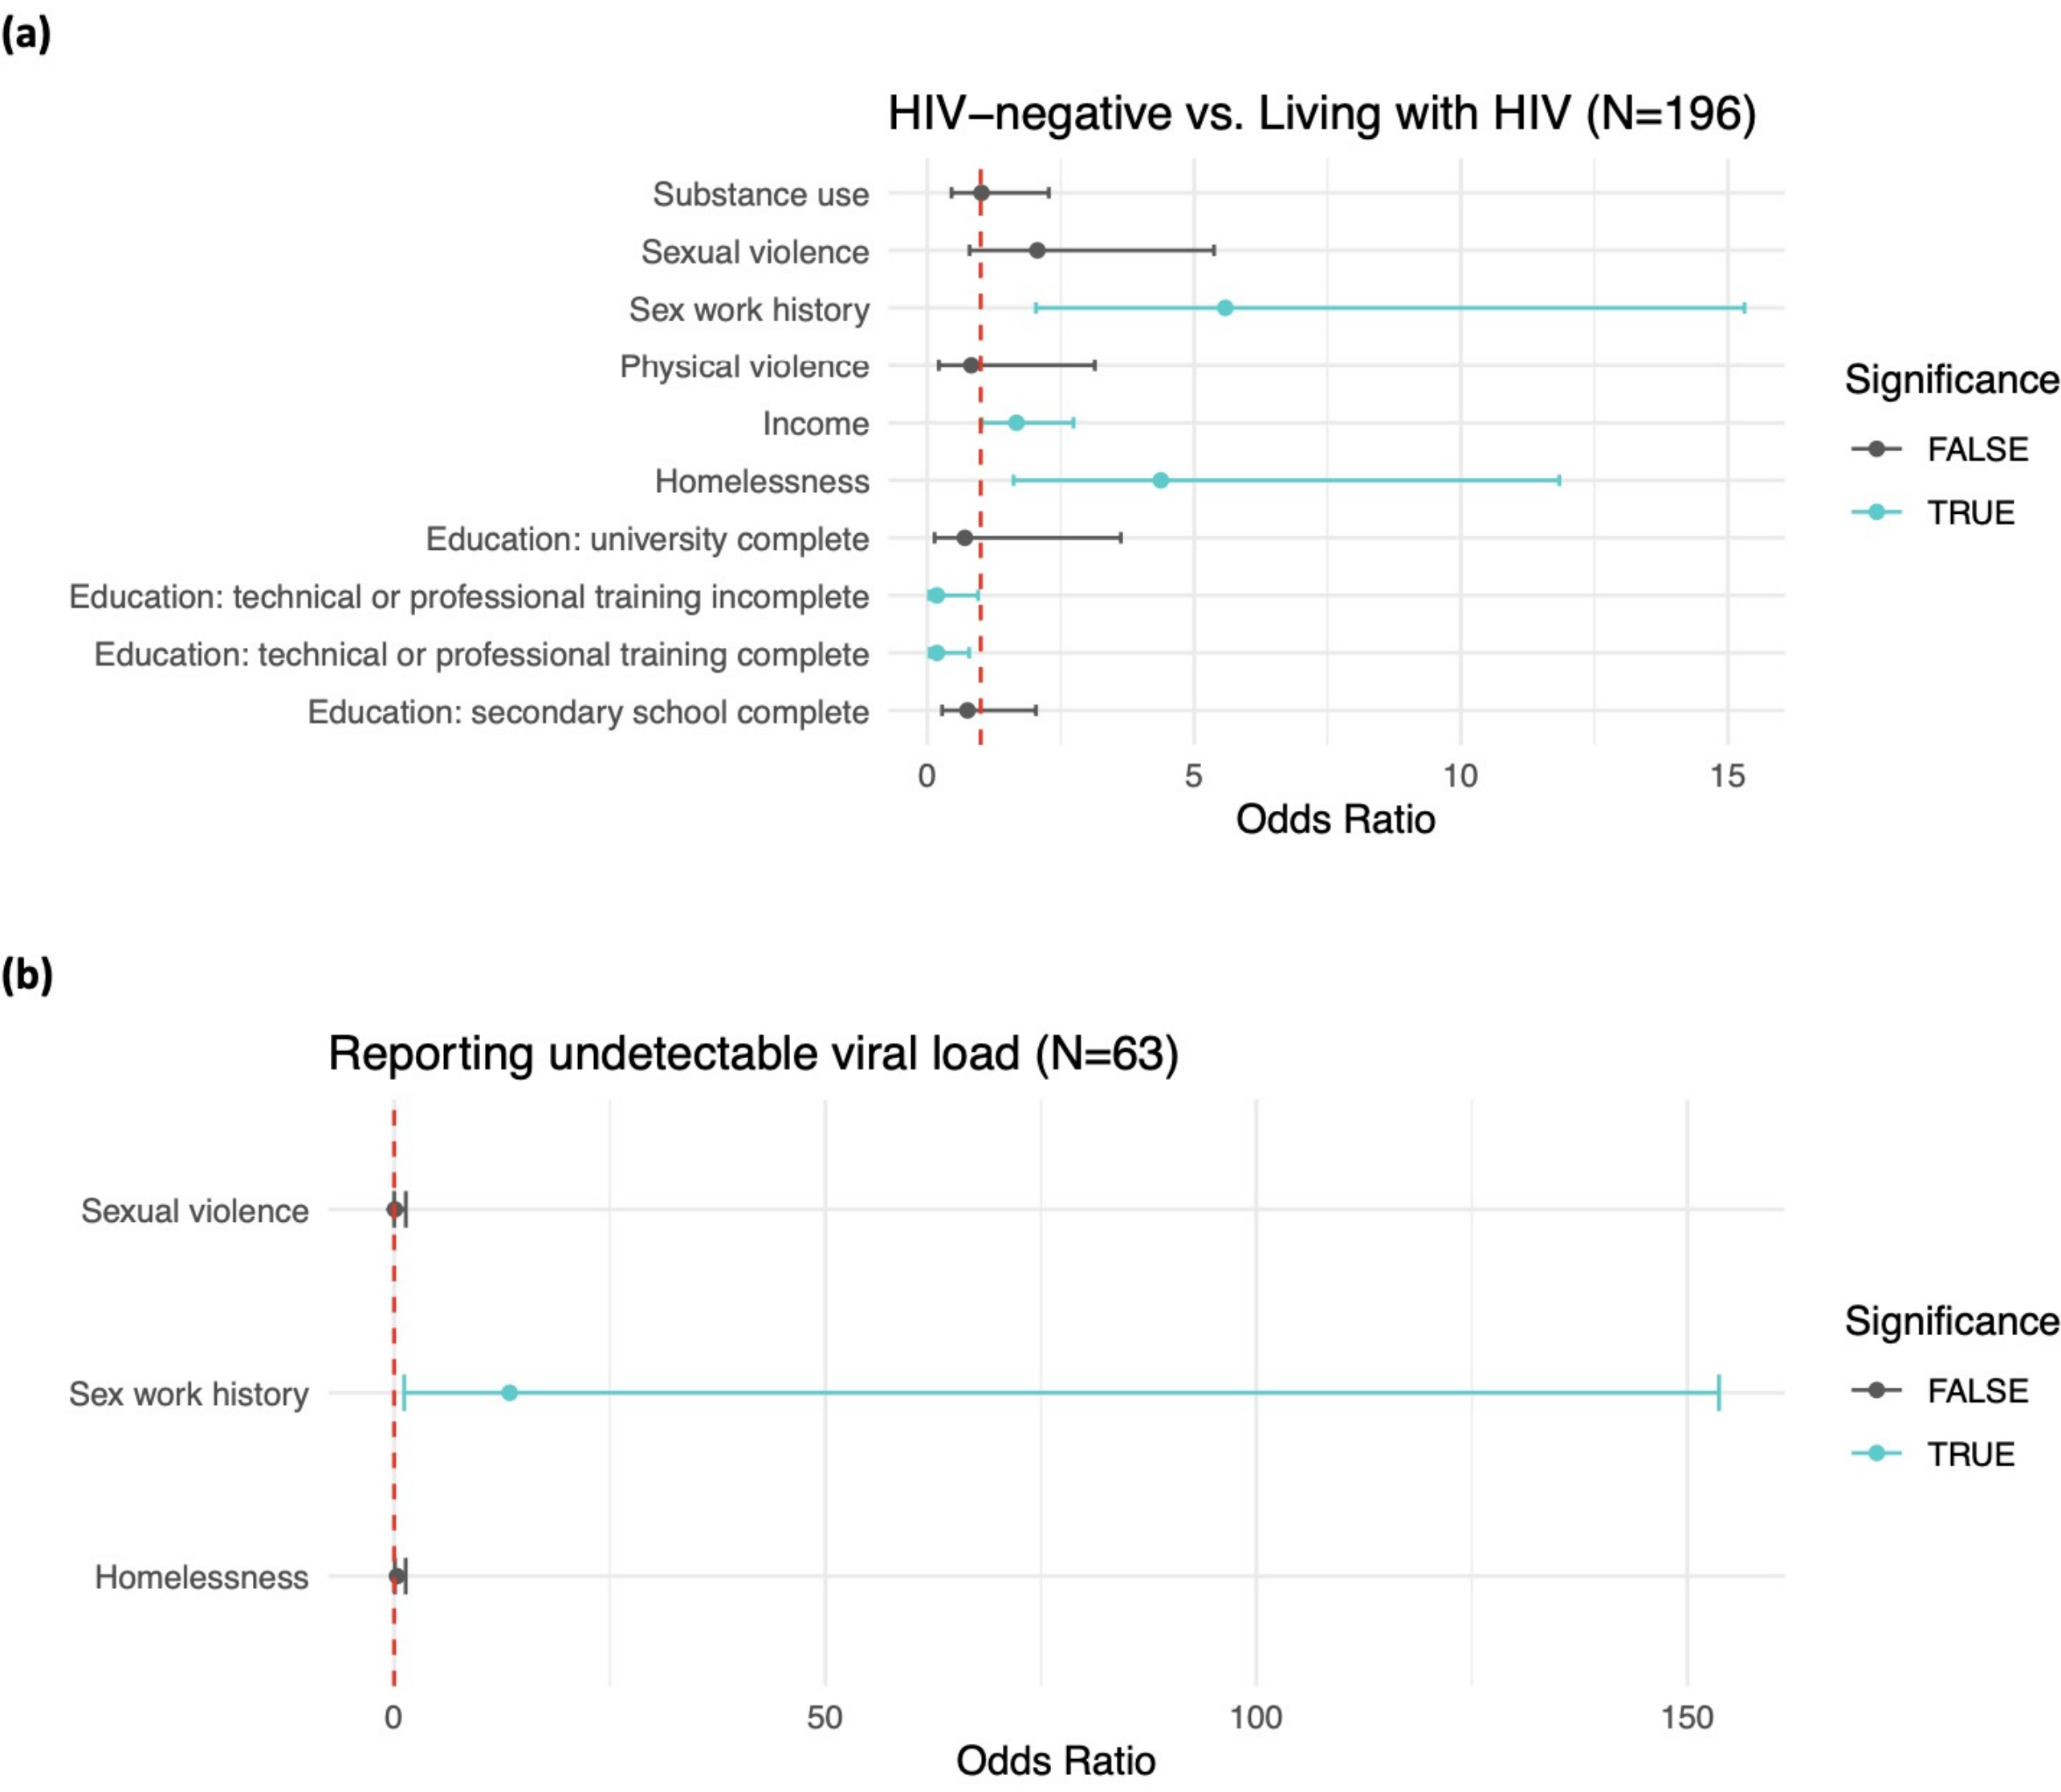 (a)
HIV–negative vs. Living with HIV (N=196)
Substance use
Sexual violence
Sex work history
Physical violence
Income
Homelessness
Education: university complete
Education: technical or professional training incomplete
Education: technical or professional training complete
Education: secondary school complete
0 5 10 15
Odds Ratio
Significance
FALSE
TRUE
(b)
Reporting undetectable viral load (N=63)
Sexual violence
Sex work history
Homelessness
0 50 100 150
Odds Ratio
Significance
FALSE
TRUE